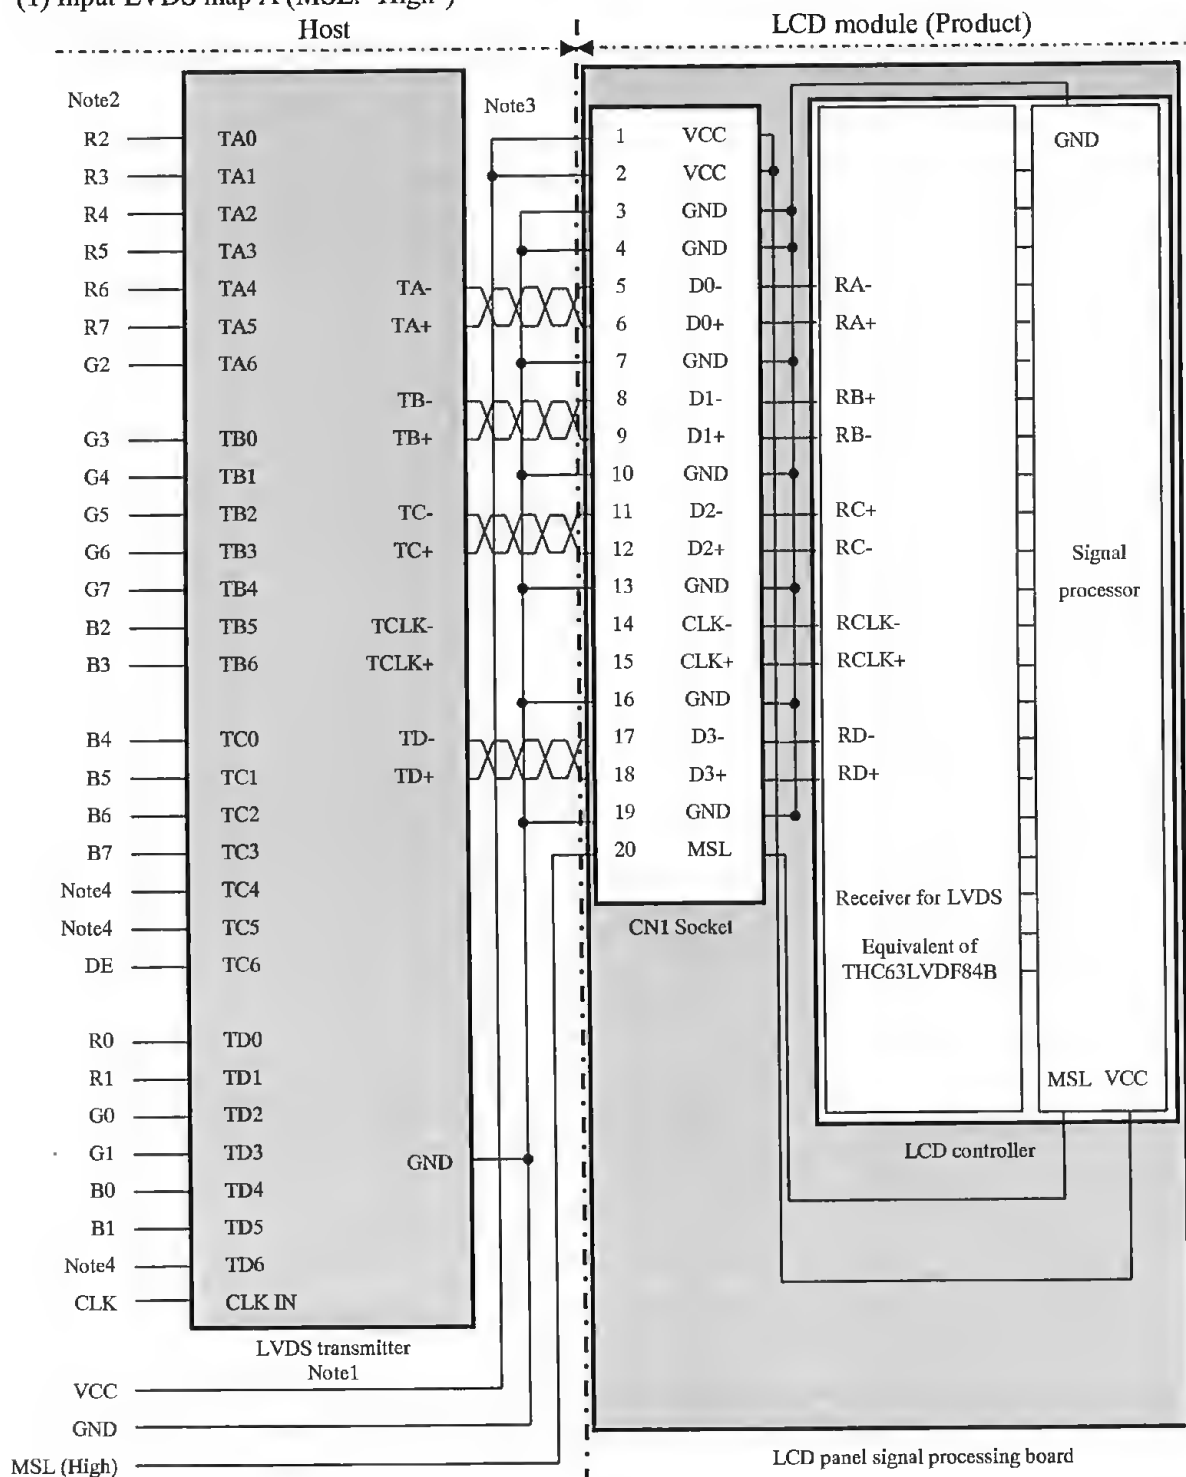 (1) Input LVDS map A (MSL: "High")
Host
LCD module (Product)
Note2
Note3
R2 TA0
R3 TA1
R4 TA2
R5 TA3
R6 TA4 TA-
R7 TA5 TA+
G2 TA6
TB-
G3 TB0 TB+
G4 TB1
G5 TB2 TC-
G6 TB3 TC+
G7 TB4
B2 TB5 TCLK-
B3 TB6 TCLK+
B4 TC0 TD-
B5 TC1 TD+
B6 TC2
B7 TC3
Note4 TC4
Note4 TC5
DE TC6
R0 TD0
R1 TD1
G0 TD2
G1 TD3 GND
B0 TD4
B1 TD5
Note4 TD6
CLK CLK IN
LVDS transmitter
Note1
VCC
GND
MSL (High)
1 VCC
2 VCC
3 GND
4 GND
5 D0- RA-
6 D0+ RA+
7 GND
8 D1- RB+
9 D1+ RB-
10 GND
11 D2- RC+
12 D2+ RC-
13 GND
14 CLK- RCLK-
15 CLK+ RCLK+
16 GND
17 D3- RD-
18 D3+ RD+
19 GND
20 MSL
CN1 Socket
Receiver for LVDS
Equivalent of
THC63LVDF84B
GND
Signal
processor
MSL VCC
LCD controller
LCD panel signal processing board